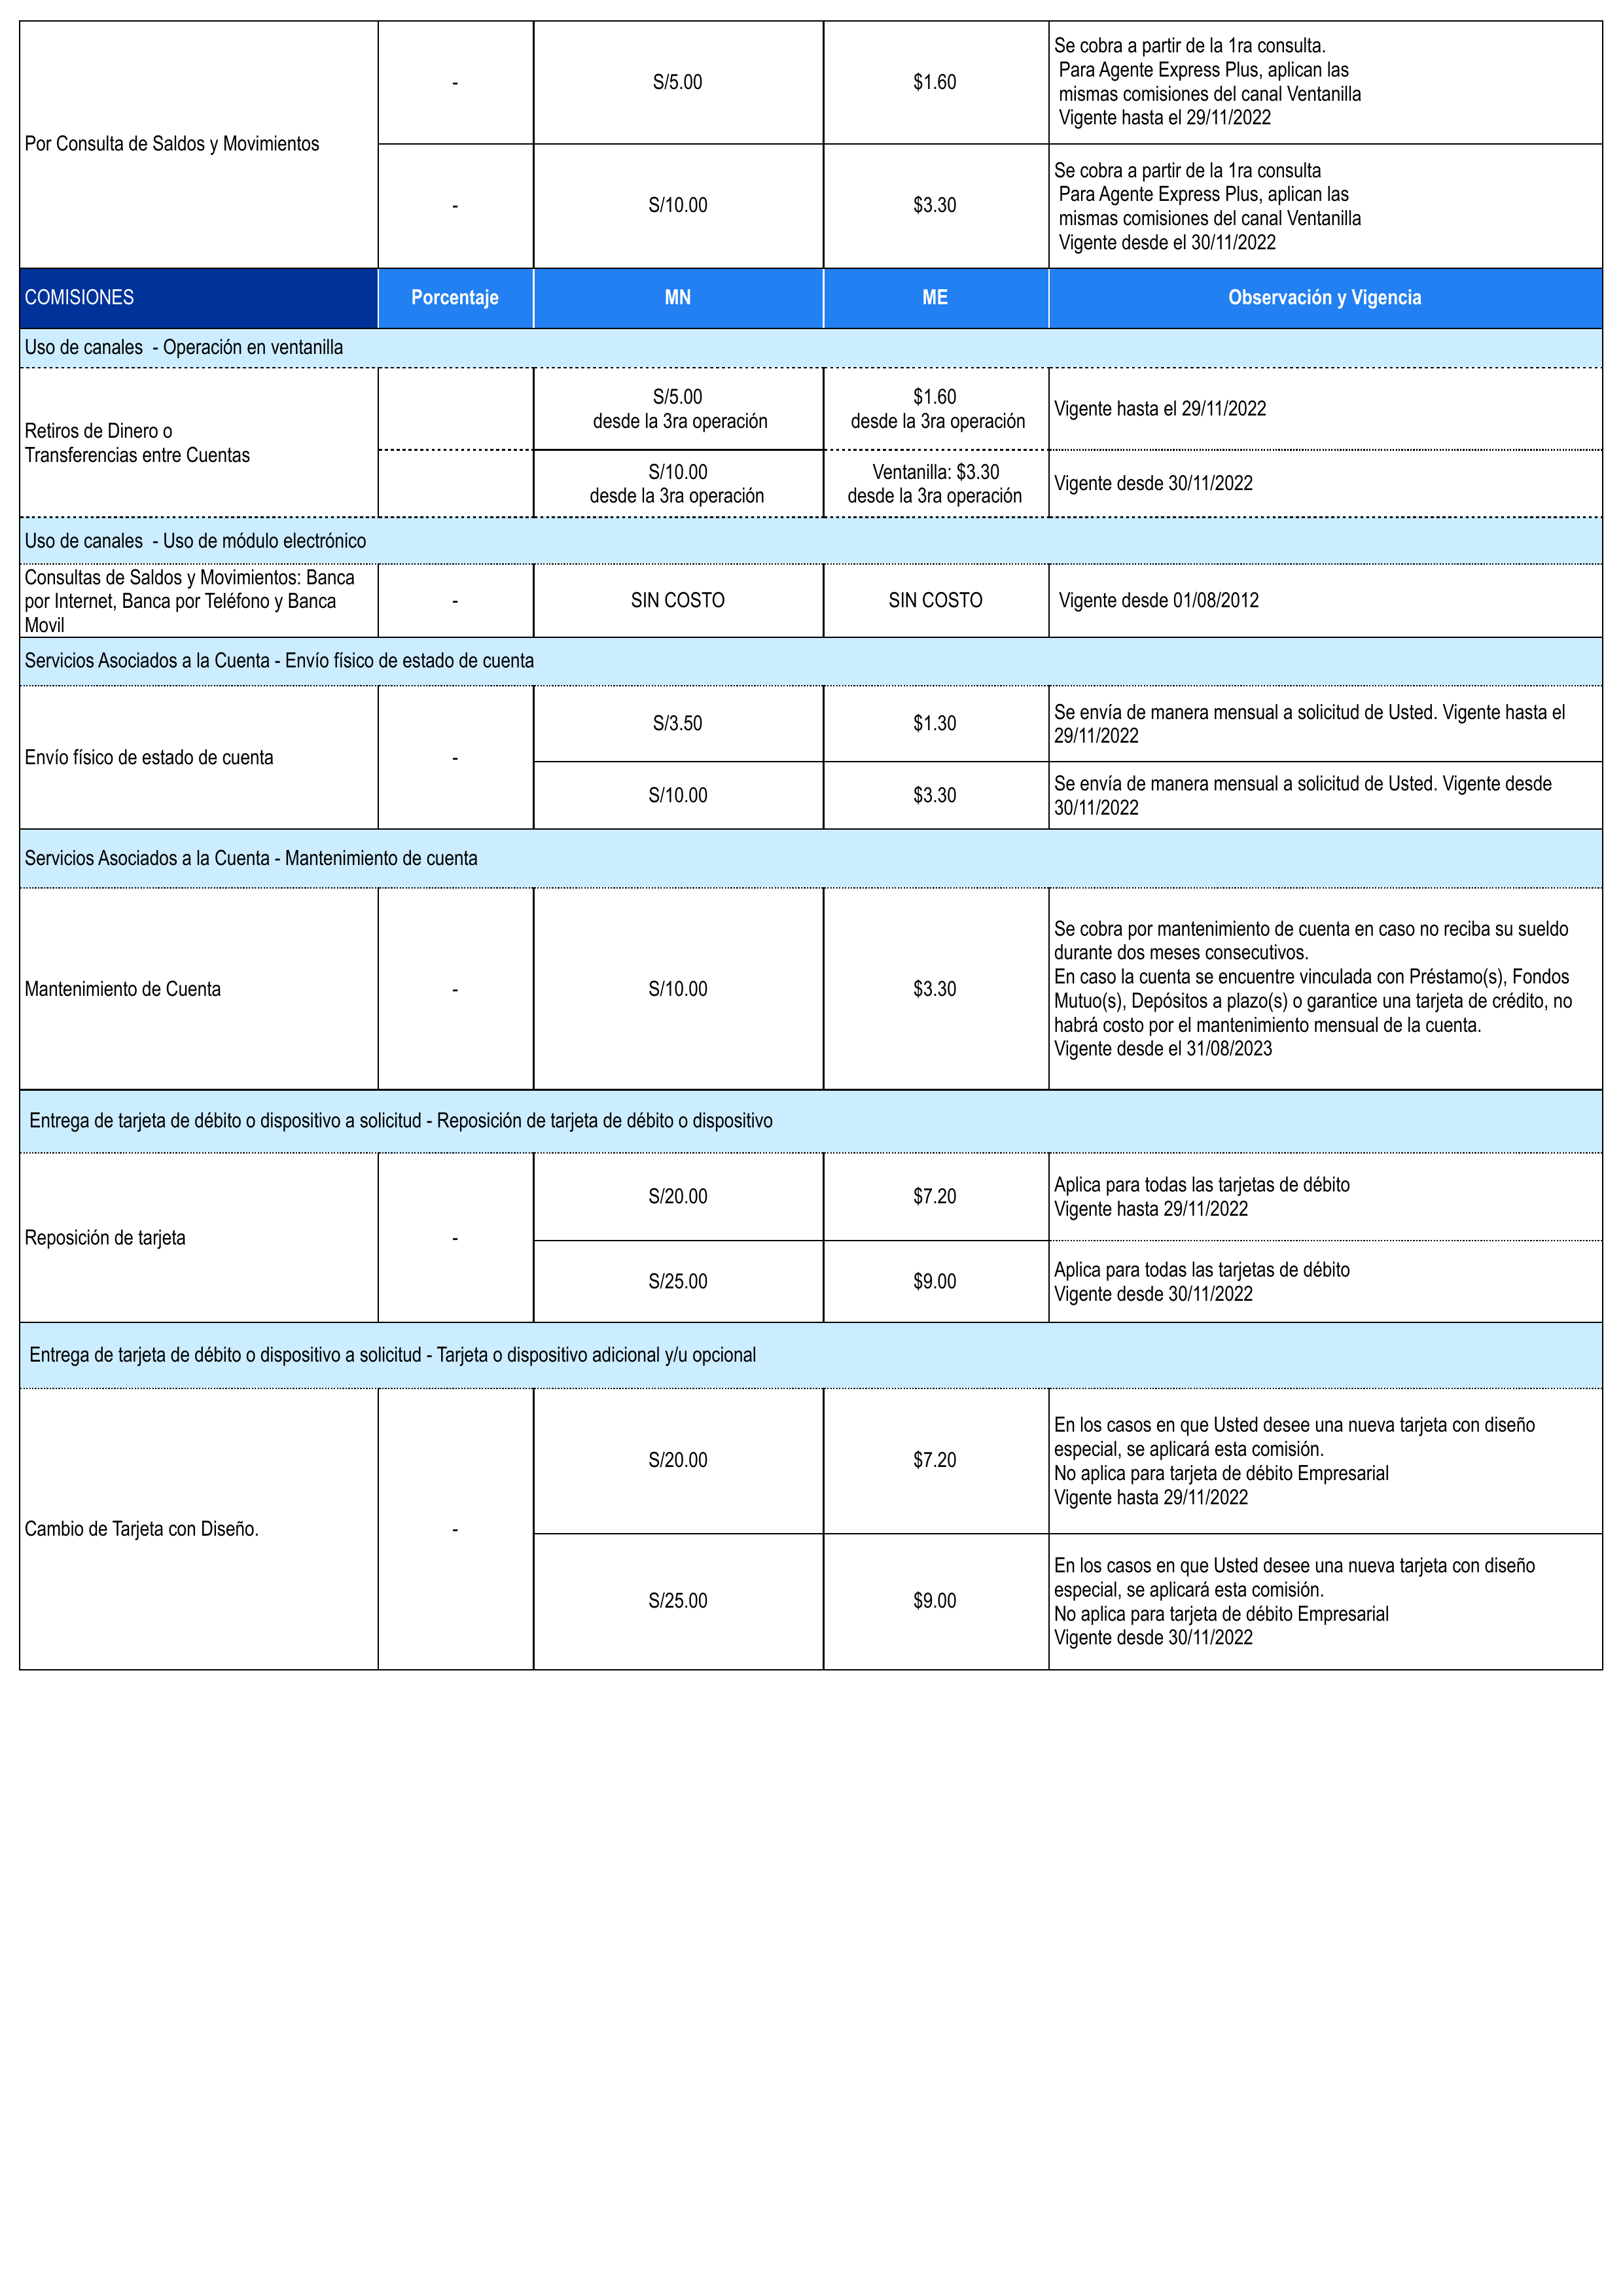 Por Consulta de Saldos y Movimientos
-
S/5.00
$1.60
Se cobra a partir de la 1ra consulta.
Para Agente Express Plus, aplican las
mismas comisiones del canal Ventanilla
Vigente hasta el 29/11/2022
-
S/10.00
$3.30
Se cobra a partir de la 1ra consulta
Para Agente Express Plus, aplican las
mismas comisiones del canal Ventanilla
Vigente desde el 30/11/2022
COMISIONES
Porcentaje
MN
ME
Observación y Vigencia
Uso de canales  - Operación en ventanilla
Retiros de Dinero o
Transferencias entre Cuentas
S/5.00
desde la 3ra operación
$1.60
desde la 3ra operación
Vigente hasta el 29/11/2022
S/10.00
desde la 3ra operación
Ventanilla: $3.30
desde la 3ra operación
Vigente desde 30/11/2022
Uso de canales  - Uso de módulo electrónico
Consultas de Saldos y Movimientos: Banca
por Internet, Banca por Teléfono y Banca
Movil
-
SIN COSTO
SIN COSTO
Vigente desde 01/08/2012
Servicios Asociados a la Cuenta - Envío físico de estado de cuenta
Envío físico de estado de cuenta
-
S/3.50
$1.30
Se envía de manera mensual a solicitud de Usted. Vigente hasta el
29/11/2022
S/10.00
$3.30
Se envía de manera mensual a solicitud de Usted. Vigente desde
30/11/2022
Servicios Asociados a la Cuenta - Mantenimiento de cuenta
Mantenimiento de Cuenta
-
S/10.00
$3.30
Se cobra por mantenimiento de cuenta en caso no reciba su sueldo
durante dos meses consecutivos.
En caso la cuenta se encuentre vinculada con Préstamo(s), Fondos
Mutuo(s), Depósitos a plazo(s) o garantice una tarjeta de crédito, no
habrá costo por el mantenimiento mensual de la cuenta.
Vigente desde el 31/08/2023
Entrega de tarjeta de débito o dispositivo a solicitud - Reposición de tarjeta de débito o dispositivo
Reposición de tarjeta
-
S/20.00
$7.20
Aplica para todas las tarjetas de débito
Vigente hasta 29/11/2022
S/25.00
$9.00
Aplica para todas las tarjetas de débito
Vigente desde 30/11/2022
Entrega de tarjeta de débito o dispositivo a solicitud - Tarjeta o dispositivo adicional y/u opcional
Cambio de Tarjeta con Diseño.
-
S/20.00
$7.20
En los casos en que Usted desee una nueva tarjeta con diseño
especial, se aplicará esta comisión.
No aplica para tarjeta de débito Empresarial
Vigente hasta 29/11/2022
S/25.00
$9.00
En los casos en que Usted desee una nueva tarjeta con diseño
especial, se aplicará esta comisión.
No aplica para tarjeta de débito Empresarial
Vigente desde 30/11/2022